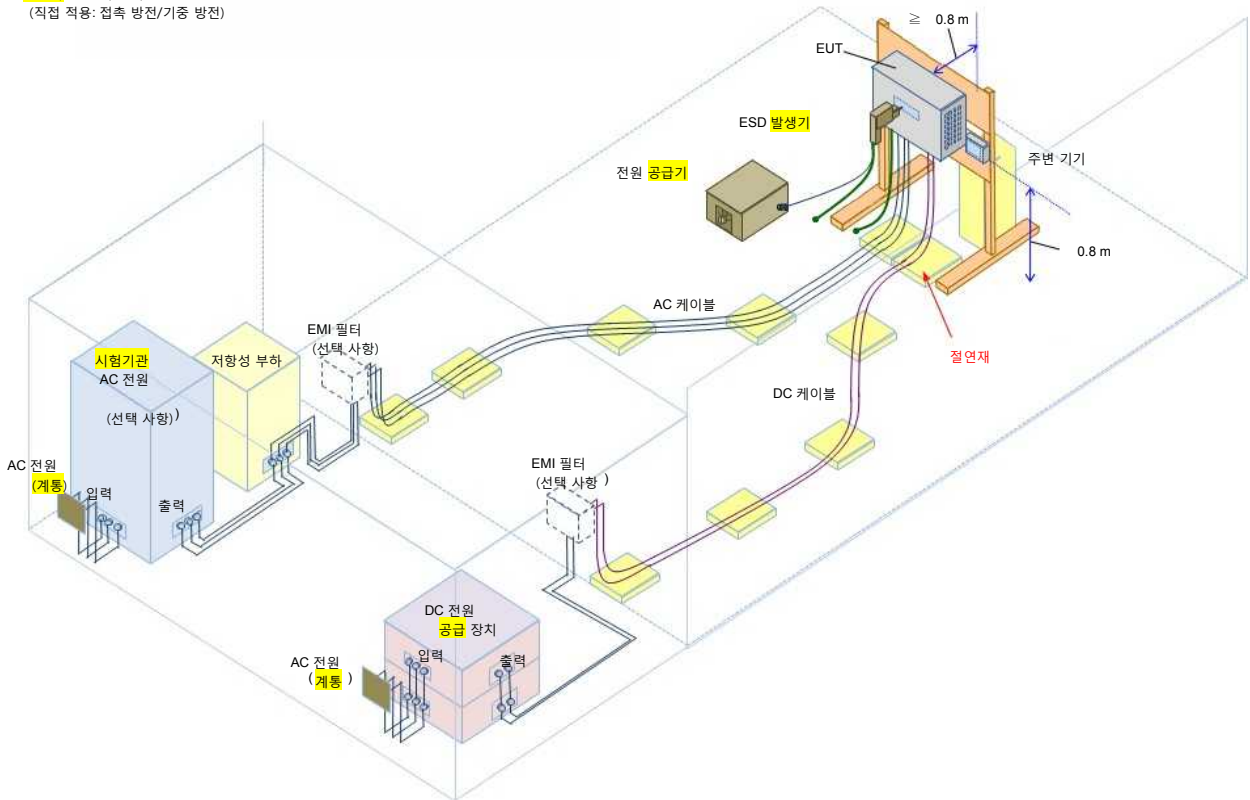 (직접 적용: 접촉 방전/기중 방전)
≧ 0.8 m
EUT
ESD 발생기
전원 공급기
주변 기기
0.8 m
AC 케이블
절연재
DC 케이블
EMI 필터
(선택 사항)
시험기관
AC 전원
(선택 사항)
저항성 부하
AC 전원
(계통)
입력
출력
EMI 필터
(선택 사항)
DC 전원
공급 장치
입력
출력
AC 전원
(계통)